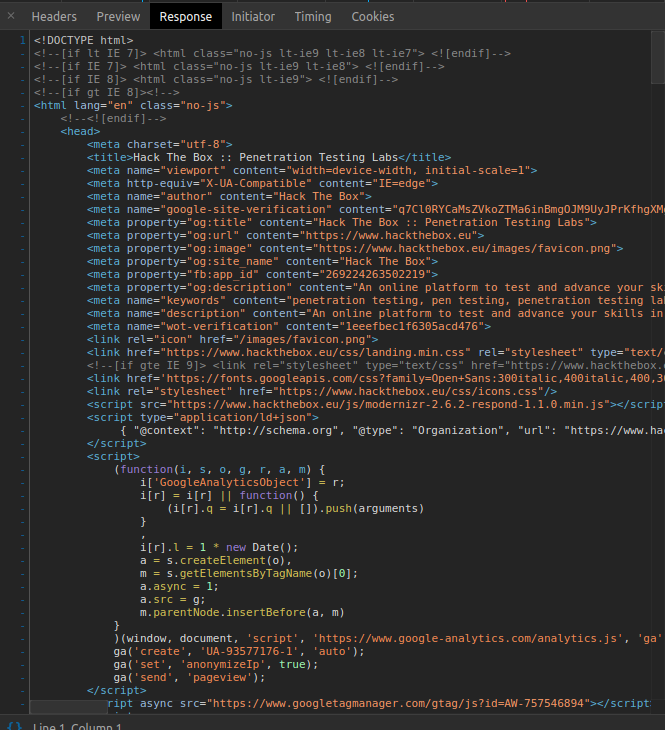 × Headers Preview Response Initiator Timing Cookies
1 <!DOCTYPE html>
- <!--[if lt IE 7]> <html class="no-js lt-ie9 lt-ie8 lt-ie7"> <![endif]-->
- <!--[if IE 7]> <html class="no-js lt-ie9 lt-ie8"> <![endif]-->
- <!--[if IE 8]> <html class="no-js lt-ie9"> <![endif]-->
- <!--[if gt IE 8]><!-->
- <html lang="en" class="no-js">
- <!--<![endif]-->
- <head>
- <meta charset="utf-8">
- <title>Hack The Box :: Penetration Testing Labs</title>
- <meta name="viewport" content="width=device-width, initial-scale=1">
- <meta http-equiv="X-UA-Compatible" content="IE=edge">
- <meta name="author" content="Hack The Box">
- <meta name="google-site-verification" content="q7Cl0RYCaMsZVkoZTMa6inBmgOJM9UyJPrKfhgXM
- <meta property="og:title" content="Hack The Box :: Penetration Testing Labs">
- <meta property="og:url" content="https://www.hackthebox.eu">
- <meta property="og:image" content="https://www.hackthebox.eu/images/favicon.png">
- <meta property="og:site_name" content="Hack The Box">
- <meta property="fb:app_id" content="269224263502219">
- <meta property="og:description" content="An online platform to test and advance your ski
- <meta name="keywords" content="penetration testing, pen testing, penetration testing la
- <meta name="description" content="An online platform to test and advance your skills in
- <meta name="wot-verification" content="1eeefbec1f6305acd476">
- <link rel="icon" href="/images/favicon.png">
- <link href="https://www.hackthebox.eu/css/landing.min.css" rel="stylesheet" type="text/
- <!--[if gte IE 9]> <link rel="stylesheet" type="text/css" href="https://www.hackthebox.
- <link href='https://fonts.googleapis.com/css?family=Open+Sans:300italic,400italic,400,30
- <link rel="stylesheet" href="https://www.hackthebox.eu/css/icons.css"/>
- <script src="https://www.hackthebox.eu/js/modernizr-2.6.2-respond-1.1.0.min.js"></scrip
- <script type="application/ld+json">
- { "@context": "http://schema.org", "@type": "Organization", "url": "https://www.ha
- </script>
- <script>
- (function(i, s, o, g, r, a, m) {
- i['GoogleAnalyticsObject'] = r;
- i[r] = i[r] || function() {
- (i[r].q = i[r].q || []).push(arguments)
- }
- ,
- i[r].l = 1 * new Date();
- a = s.createElement(o),
- m = s.getElementsByTagName(o)[0];
- a.async = 1;
- a.src = g;
- m.parentNode.insertBefore(a, m)
- }
- )(window, document, 'script', 'https://www.google-analytics.com/analytics.js', 'ga'
- ga('create', 'UA-93577176-1', 'auto');
- ga('set', 'anonymizeIp', true);
- ga('send', 'pageview');
- </script>
- ript async src="https://www.googletagmanager.com/gtag/js?id=AW-757546894"></script
{} Line 1, Column 1